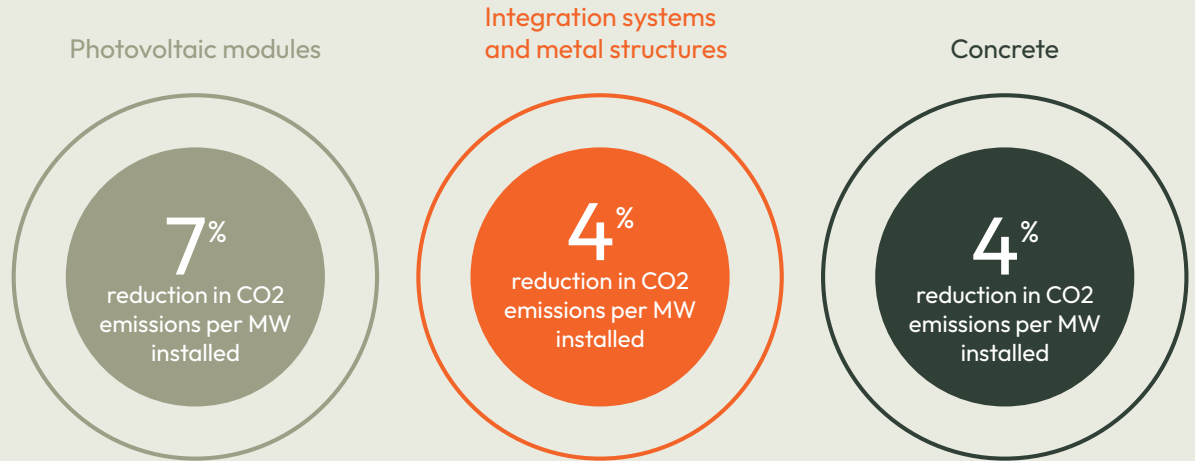 Photovoltaic modules
7%
reduction in CO2
emissions per MW
installed
Integration systems
and metal structures
4%
reduction in CO2
emissions per MW
installed
Concrete
4%
reduction in CO2
emissions per MW
installed